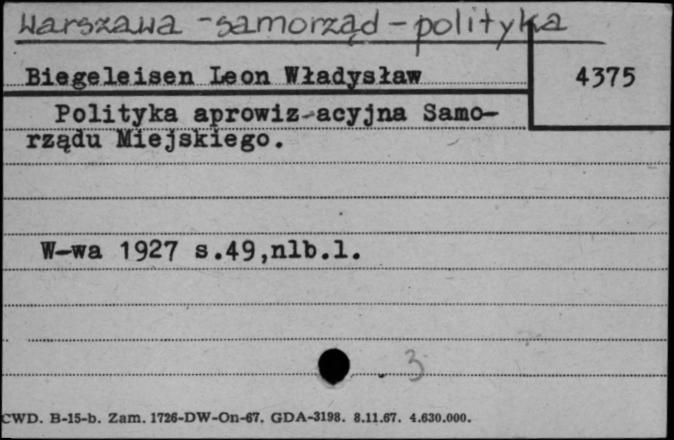 Warszawa - samorząd - polityka
Biegeleisen Leon Władysław
4375
Polityka aprowiz-acyjna Samo-
rządu Miejskiego.
W-wa 1927 s.49,nlb.1.
3
CWD. B-15-b. Zam. 1726-DW-On-67. GDA-3198. 8.11.67. 4.630.000.